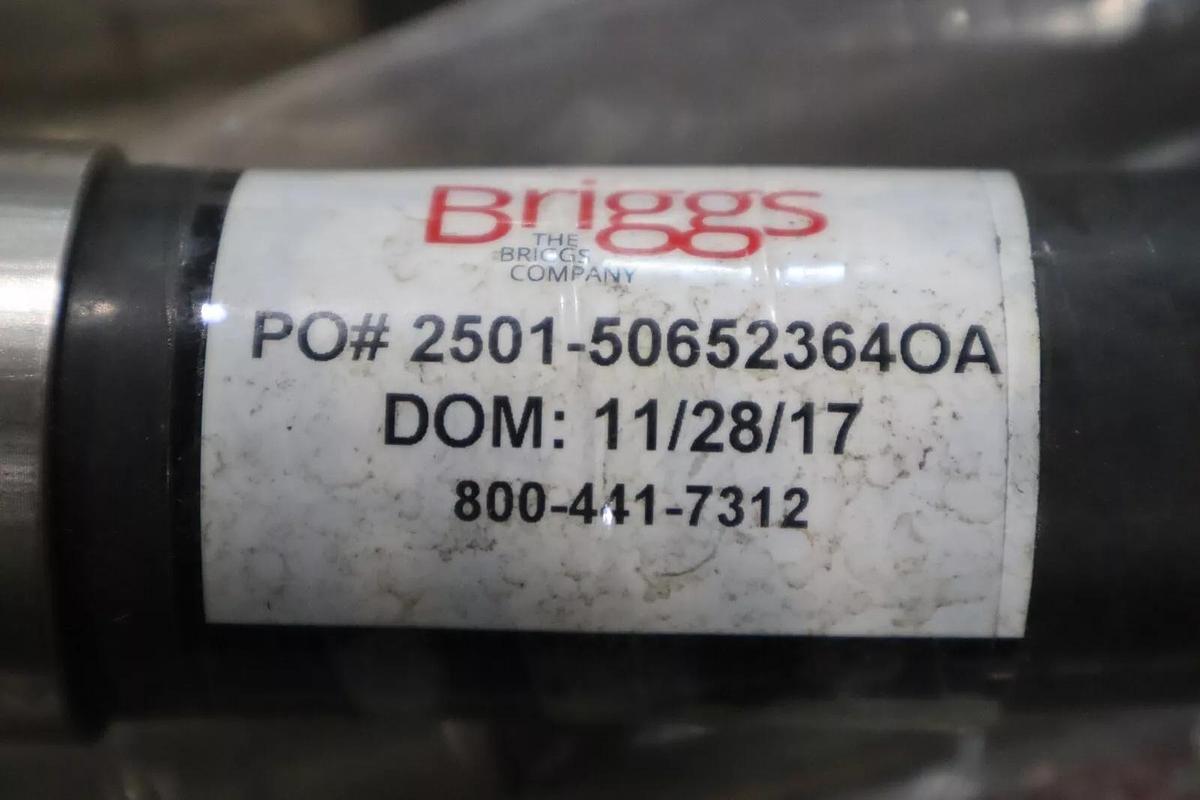 Briggs
THE
BRIGGS
COMPANY
PO# 2501-50652364OA
DOM: 11/28/17
800-441-7312